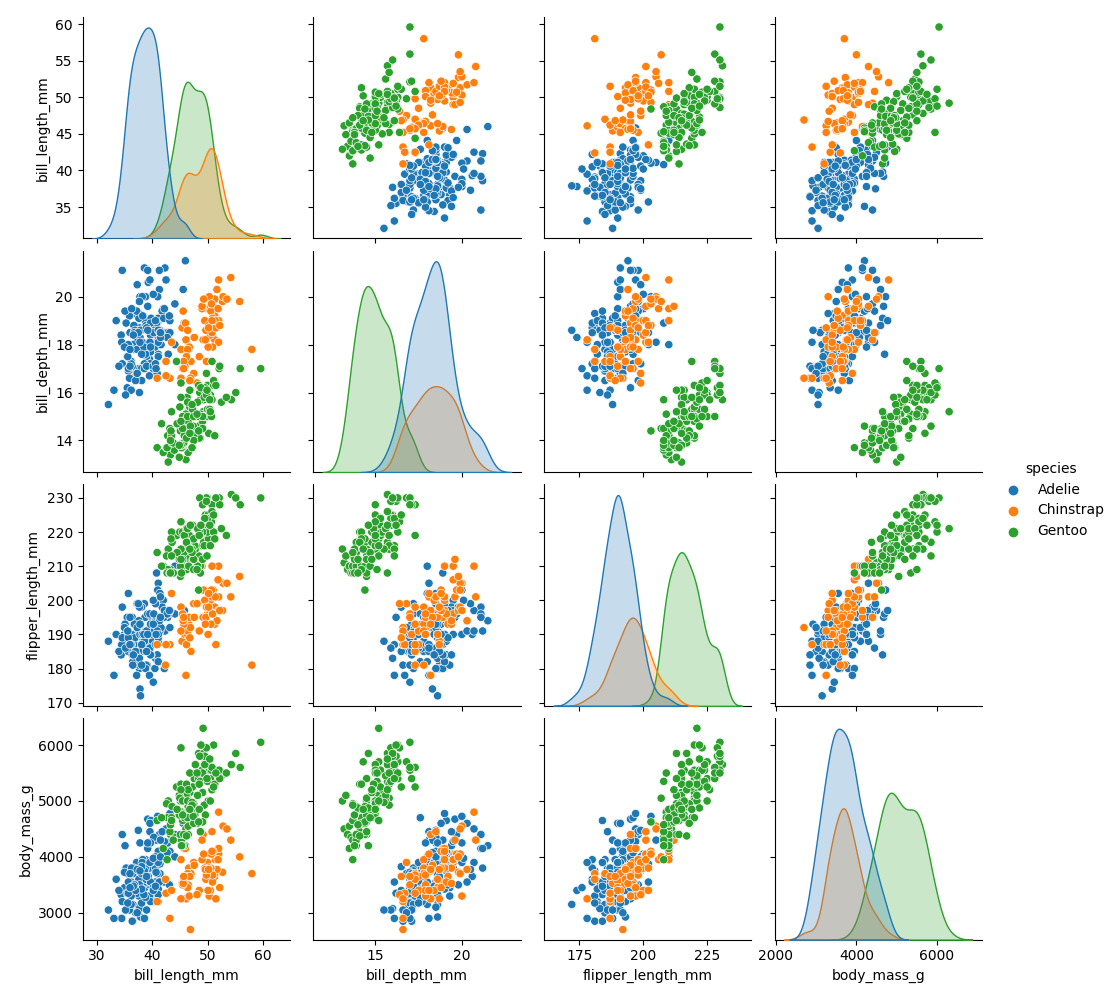 60
55
50
45
40
35
bill_length_mm
20
18
16
14
bill_depth_mm
species
Adelie
Chinstrap
Gentoo
230
220
210
200
190
180
170
flipper_length_mm
6000
5000
4000
3000
body_mass_g
30 40 50 60
bill_length_mm
15 20
bill_depth_mm
175 200 225
flipper_length_mm
2000 4000 6000
body_mass_g